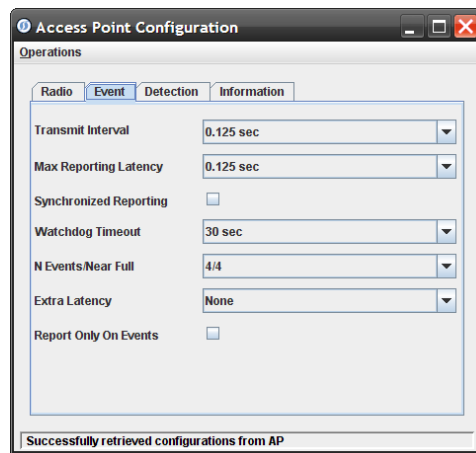 Access Point Configuration
Operations
Radio Event Detection Information
Transmit Interval 0.125 sec
Max Reporting Latency 0.125 sec
Synchronized Reporting
Watchdog Timeout 30 sec
N Events/Near Full 4/4
Extra Latency None
Report Only On Events
Successfully retrieved configurations from AP